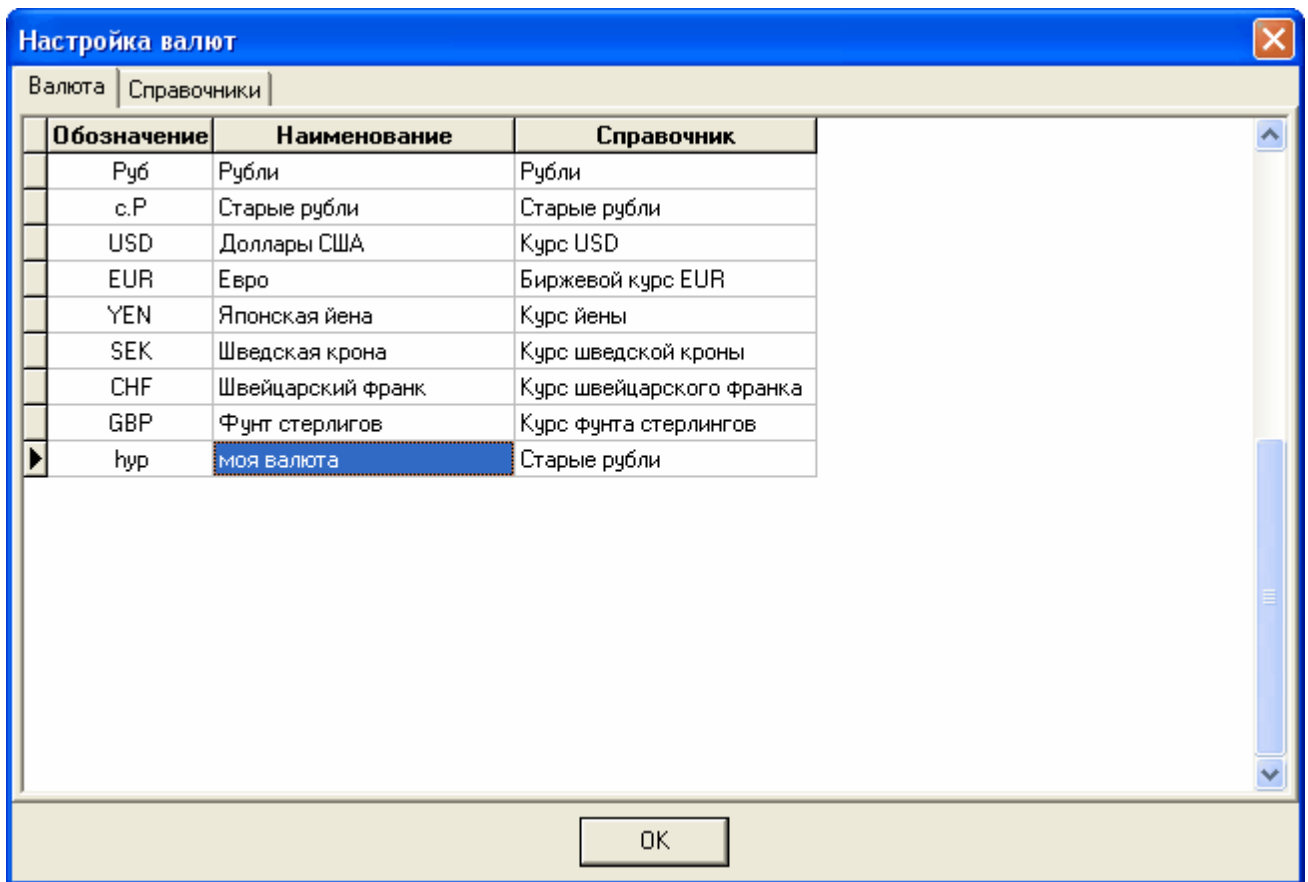 Настройка валют
Валюта Справочники
Обозначение Наименование Справочник
Руб Рубли Рубли
с.Р Старые рубли Старые рубли
USD Доллары США Курс USD
EUR Евро Биржевой курс EUR
YEN Японская йена Курс йены
SEK Шведская крона Курс шведской кроны
CHF Швейцарский франк Курс швейцарского франка
GBP Фунт стерлигов Курс фунта стерлингов
hyp моя валюта Старые рубли
OK